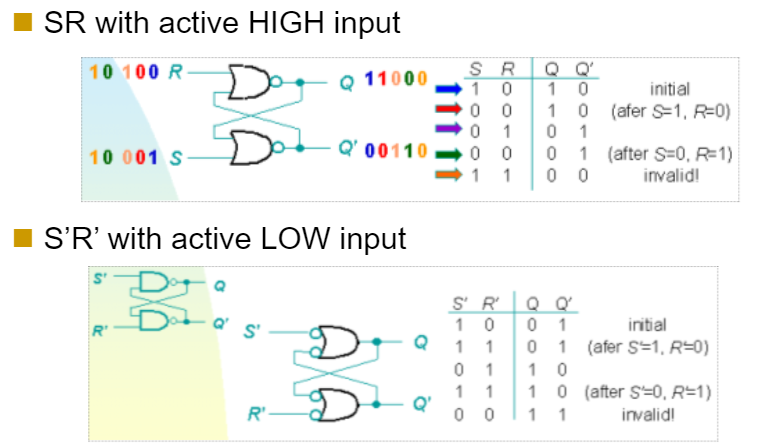 SR with active HIGH input
10 100 R
Q 11000
10 001 S
Q' 00110
S R Q Q'
1 0 1 0 initial
0 0 1 0 (afer S=1, R=0)
0 1 0 1
0 0 0 1 (after S=0, R=1)
1 1 0 0 invalid!
S'R' with active LOW input
S'
Q
R'
Q'
S'
Q
R'
Q'
S' R' Q Q'
1 0 0 1 initial
1 1 0 1 (afer S'=1, R'=0)
0 1 1 0
1 1 1 0 (after S'=0, R'=1)
0 0 1 1 invalid!